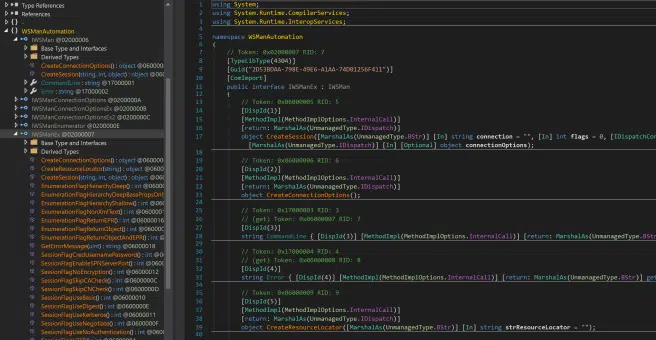 Type References
References
{ } -
{ } WSManAutomation
IWSMan @02000006
Base Type and Interfaces
Derived Types
CreateConnectionOptions() : object @0600000
CreateSession(string, int, object) : object @060
CommandLine : string @17000001
Error : string @17000002
IWSManConnectionOptions @0200000A
IWSManConnectionOptionsEx @0200000B
IWSManConnectionOptionsEx2 @0200000C
IWSManEnumerator @0200000E
IWSManEx @02000007
Base Type and Interfaces
Derived Types
CreateConnectionOptions() : object @0600000
CreateResourceLocator(string) : object @06000
CreateSession(string, int, object) : object @060
EnumerationFlagHierarchyDeep() : int @060000
EnumerationFlagHierarchyDeepBasePropsOnl
EnumerationFlagHierarchyShallow() : int @0600
EnumerationFlagNonXmlText() : int @0600001
EnumerationFlagReturnEPR() : int @06000016
EnumerationFlagReturnObject() : int @060000
EnumerationFlagReturnObjectAndEPR() : int @0
GetErrorMessage(uint) : string @06000018
SessionFlagCredUsernamePassword() : int @060
SessionFlagEnableSPNServerPort() : int @06000
SessionFlagNoEncryption() : int @06000012
SessionFlagSkipCACheck() : int @0600000C
SessionFlagSkipCNCheck() : int @0600000D
SessionFlagUseBasic() : int @06000010
SessionFlagUseDigest() : int @0600000E
SessionFlagUseKerberos() : int @06000011
SessionFlagUseNegotiate() : int @0600000F
SessionFlagUseNoAuthentication() : int @06000
1 using System;
2 using System.Runtime.CompilerServices;
3 using System.Runtime.InteropServices;
4
5 namespace WSManAutomation
6 {
7 // Token: 0x02000007 RID: 7
8 [TypeLibType(4304)]
9 [Guid("2D53BDAA-798E-49E6-A1AA-74D01256F411")]
10 [ComImport]
11 public interface IWSManEx : IWSMan
12 {
13 // Token: 0x06000005 RID: 5
14 [DispId(1)]
15 [MethodImpl(MethodImplOptions.InternalCall)]
16 [return: MarshalAs(UnmanagedType.IDispatch)]
17 object CreateSession([MarshalAs(UnmanagedType.BStr)] [In] string connection = "", [In] int flags = 0, [IDispatchCon
[MarshalAs(UnmanagedType.IDispatch)] [In] [Optional] object connectionOptions);
18
19 // Token: 0x06000006 RID: 6
20 [DispId(2)]
21 [MethodImpl(MethodImplOptions.InternalCall)]
22 [return: MarshalAs(UnmanagedType.IDispatch)]
23 object CreateConnectionOptions();
24
25 // Token: 0x17000003 RID: 3
26 // (get) Token: 0x06000007 RID: 7
27 [DispId(3)]
28 string CommandLine { [DispId(3)] [MethodImpl(MethodImplOptions.InternalCall)] [return: MarshalAs(UnmanagedType.BStr
29
30 // Token: 0x17000004 RID: 4
31 // (get) Token: 0x06000008 RID: 8
32 [DispId(4)]
33 string Error { [DispId(4)] [MethodImpl(MethodImplOptions.InternalCall)] [return: MarshalAs(UnmanagedType.BStr)] get
34
35 // Token: 0x06000009 RID: 9
36 [DispId(5)]
37 [MethodImpl(MethodImplOptions.InternalCall)]
38 [return: MarshalAs(UnmanagedType.IDispatch)]
39 object CreateResourceLocator([MarshalAs(UnmanagedType.BStr)] [In] string strResourceLocator = "");
40